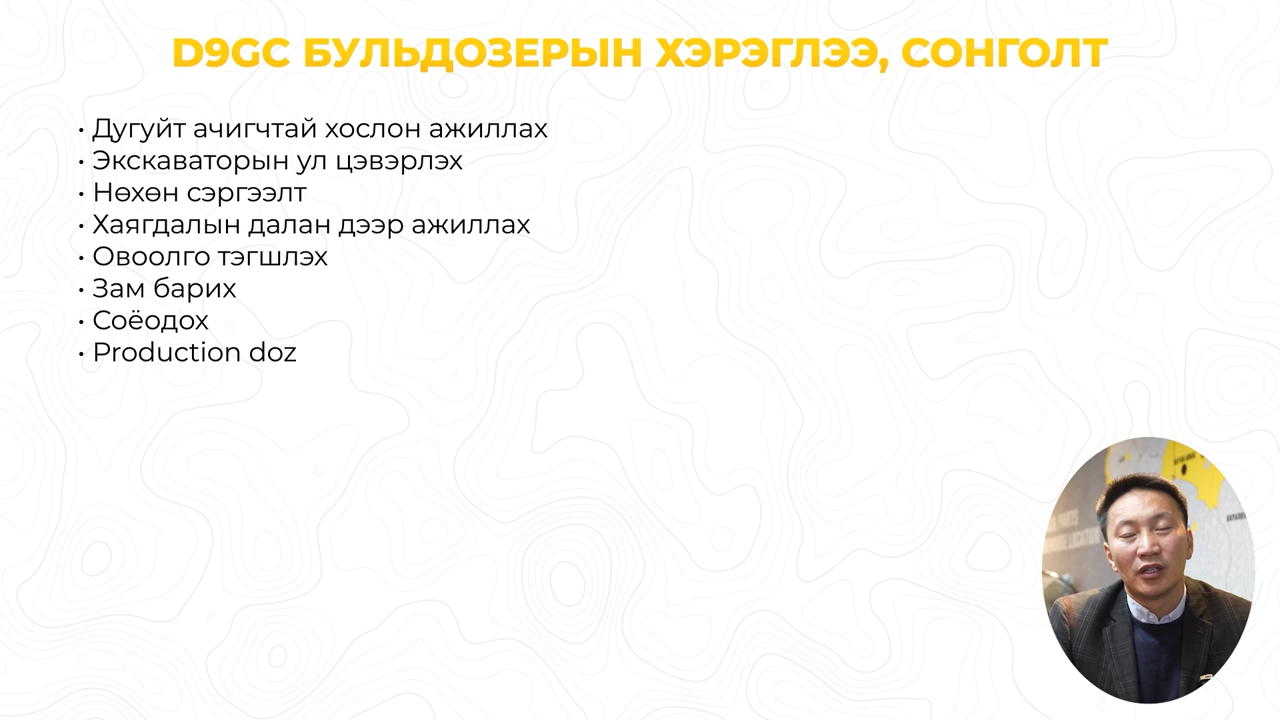 D9GC БУЛЬДОЗЕРЫН ХЭРЭГЛЭЭ, СОНГОЛТ
• Дугуйт ачигчтай хослон ажиллах
• Экскаваторын ул цэвэрлэх
• Нөхөн сэргээлт
• Хаягдалын далан дээр ажиллах
• Овоолго тэгшлэх
• Зам барих
• Соёодох
• Production doz